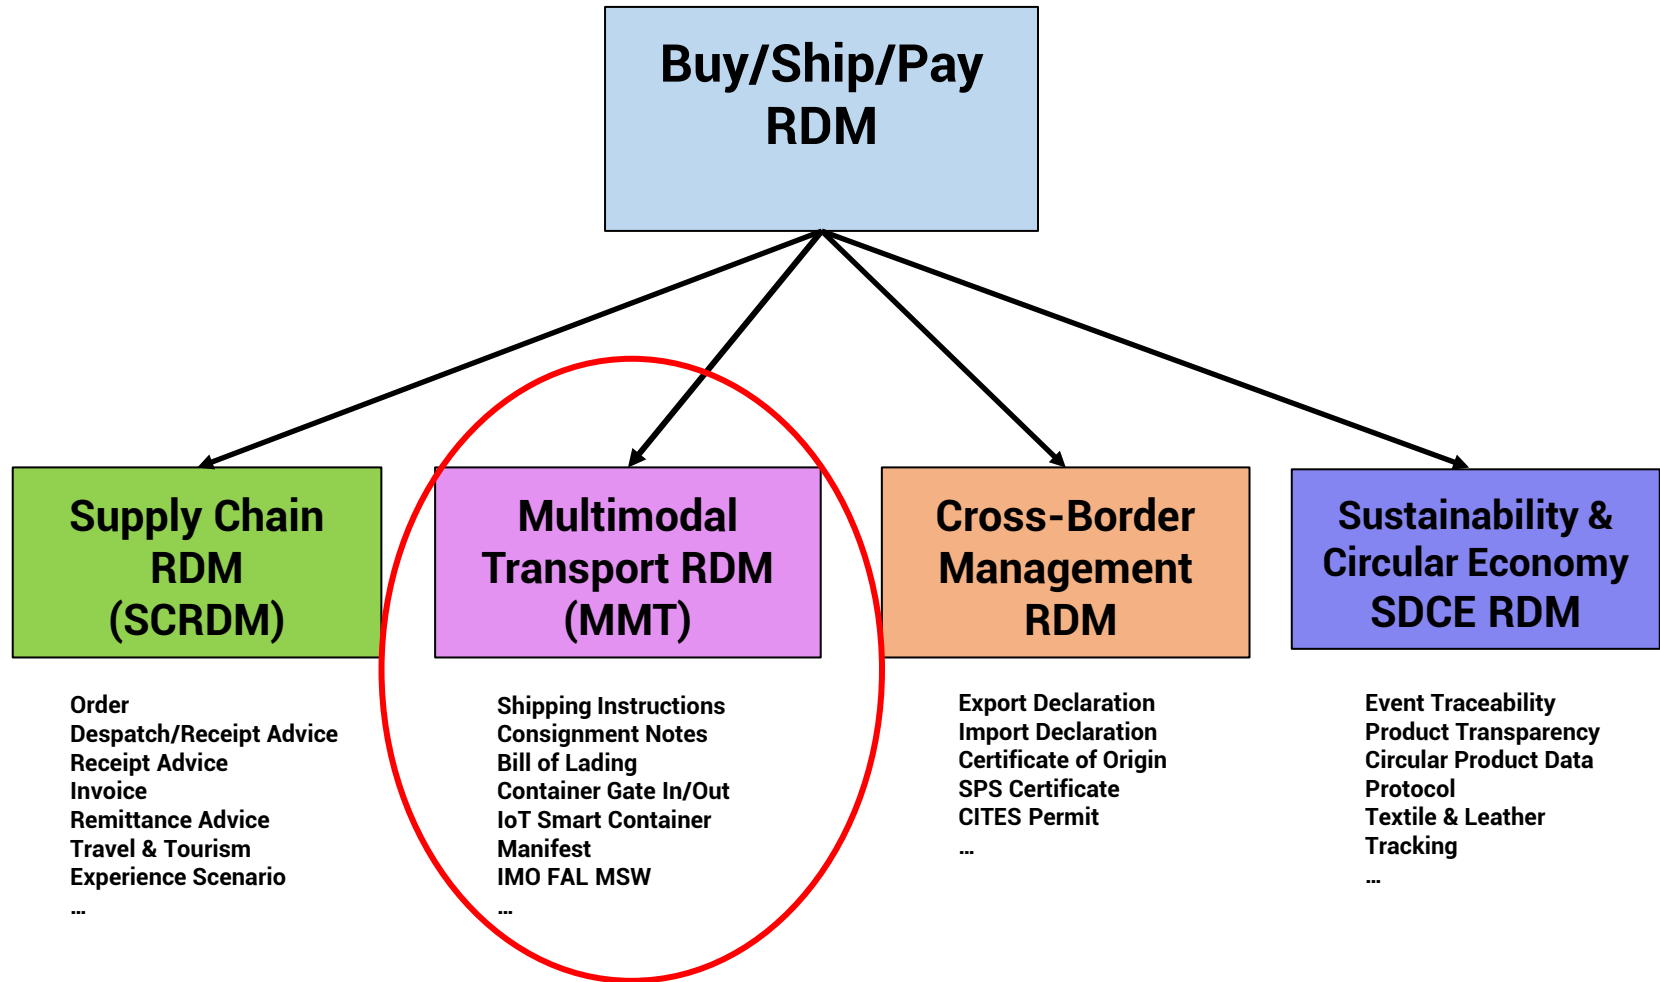 Buy/Ship/Pay
RDM
Supply Chain
RDM
(SCRDM)
Multimodal
Transport RDM
(MMT)
Cross-Border
Management
RDM
Sustainability &
Circular Economy
SDCE RDM
Order
Despatch/Receipt Advice
Receipt Advice
Invoice
Remittance Advice
Travel & Tourism
Experience Scenario
...
Shipping Instructions
Consignment Notes
Bill of Lading
Container Gate In/Out
IoT Smart Container
Manifest
IMO FAL MSW
...
Export Declaration
Import Declaration
Certificate of Origin
SPS Certificate
CITES Permit
...
Event Traceability
Product Transparency
Circular Product Data
Protocol
Textile & Leather
Tracking
...